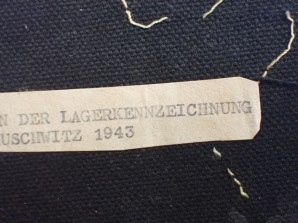 N DER LAGERKENNZEICHNUNG
USCHWITZ 1943